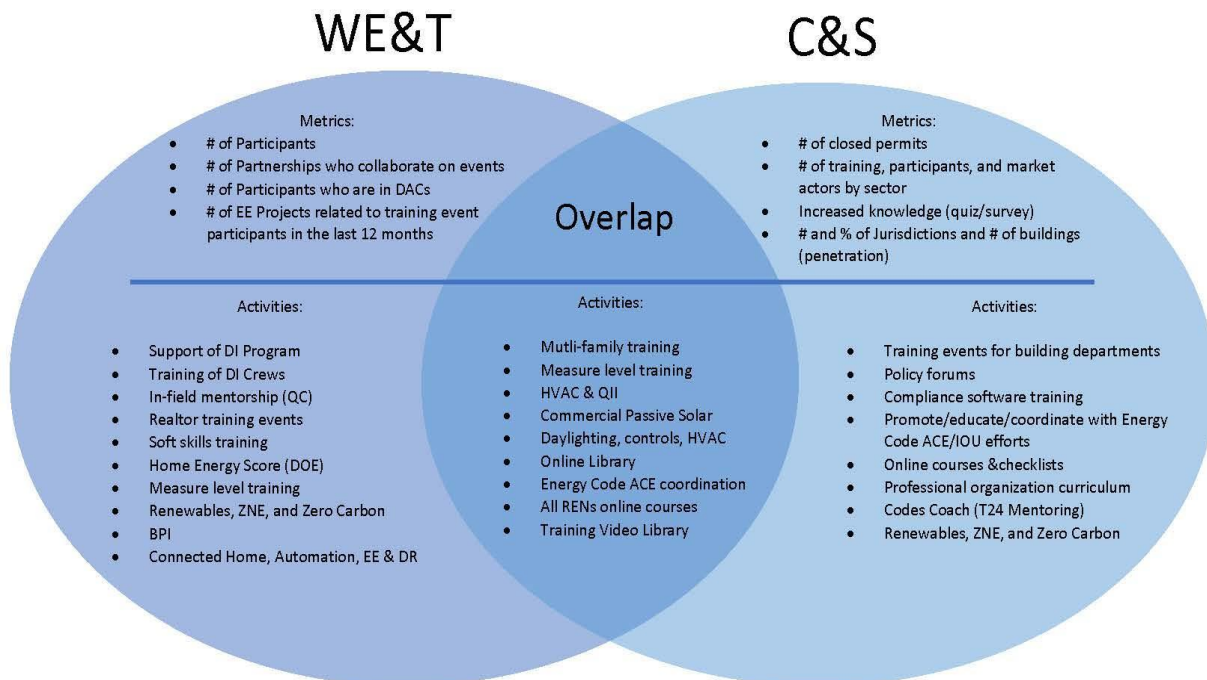 WE&T
C&S
Metrics:
• # of Participants
• # of Partnerships who collaborate on events
• # of Participants who are in DACs
• # of EE Projects related to training event
participants in the last 12 months
Overlap
Metrics:
• # of closed permits
• # of training, participants, and market
actors by sector
• Increased knowledge (quiz/survey)
• # and % of Jurisdictions and # of buildings
(penetration)
Activities:
• Support of DI Program
• Training of DI Crews
• In-field mentorship (QC)
• Realtor training events
• Soft skills training
• Home Energy Score (DOE)
• Measure level training
• Renewables, ZNE, and Zero Carbon
• BPI
• Connected Home, Automation, EE & DR
Activities:
• Mutli-family training
• Measure level training
• HVAC & QII
• Commercial Passive Solar
• Daylighting, controls, HVAC
• Online Library
• Energy Code ACE coordination
• All RENs online courses
• Training Video Library
Activities:
• Training events for building departments
• Policy forums
• Compliance software training
• Promote/educate/coordinate with Energy
Code ACE/IOU efforts
• Online courses &checklists
• Professional organization curriculum
• Codes Coach (T24 Mentoring)
• Renewables, ZNE, and Zero Carbon